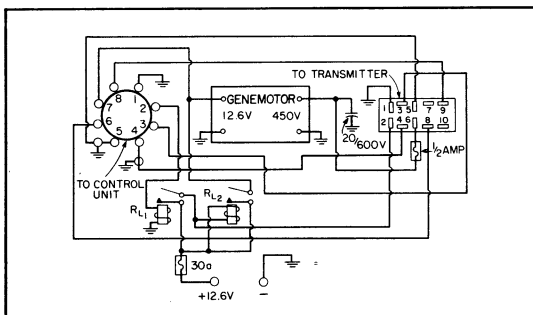 TO TRANSMITTER
GENEMOTOR
12.6V 450V
8 1
7 2
6 3
5 4
1 3 5 7 9
2 4 6 8 10
20/600V
1/2 AMP
TO CONTROL
UNIT
RL1
RL2
30a
+12.6V
−